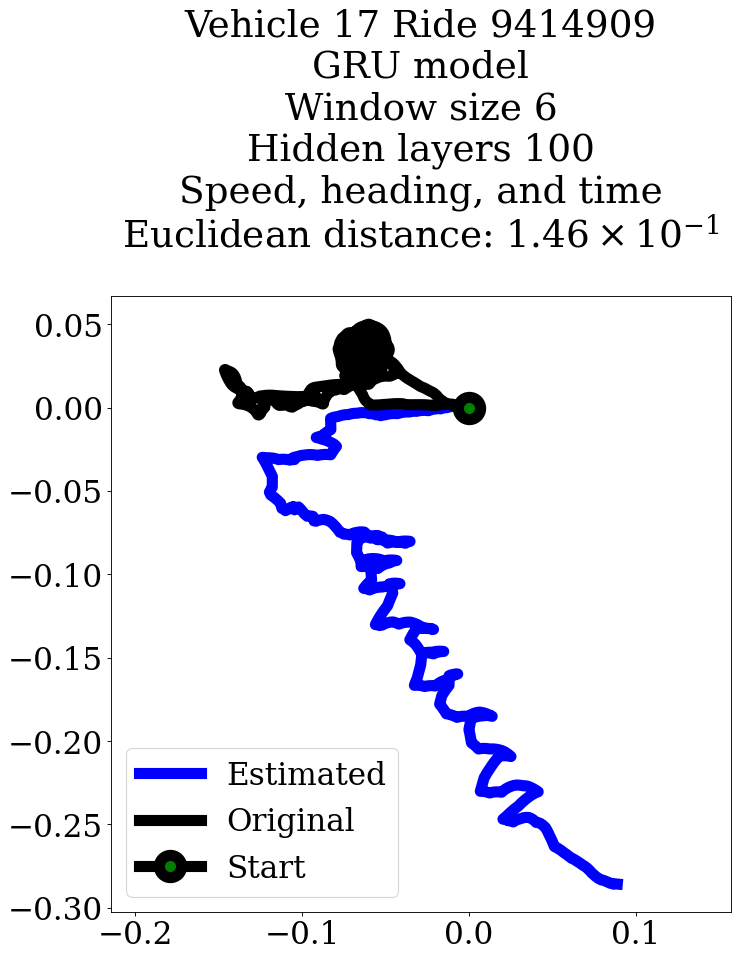 Vehicle 17 Ride 9414909
GRU model
Window size 6
Hidden layers 100
Speed, heading, and time
Euclidean distance: 1.46 × 10⁻¹
0.05
0.00
−0.05
−0.10
−0.15
−0.20
−0.25
−0.30
Estimated
Original
Start
−0.2 −0.1 0.0 0.1